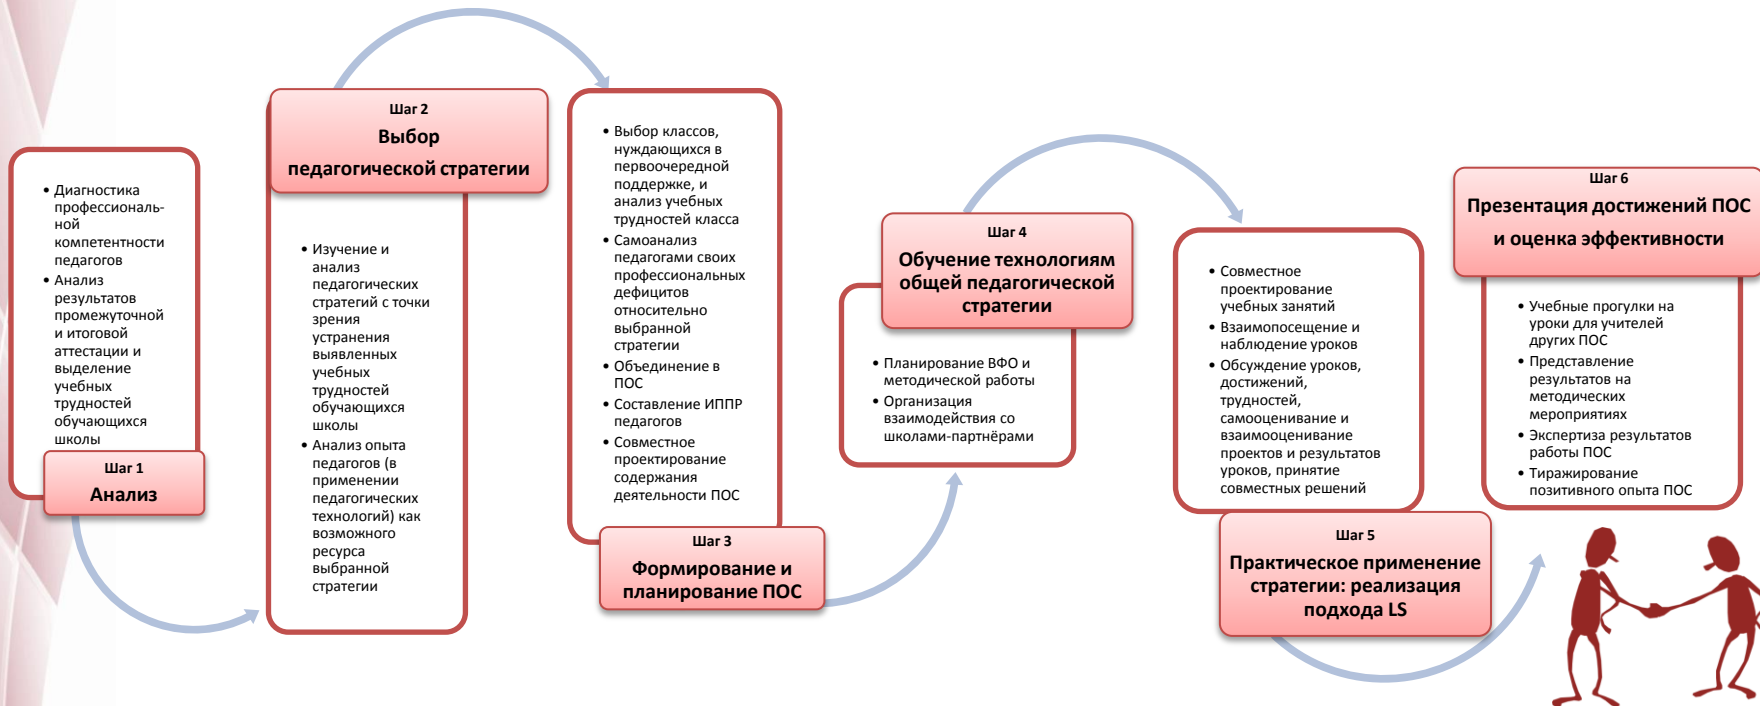 • Диагностика
профессиональ-
ной
компетентности
педагогов
• Анализ
результатов
промежуточной
и итоговой
аттестации и
выделение
учебных
трудностей
обучающихся
школы
Шаг 1
Анализ
Шаг 2
Выбор
педагогической стратегии
• Изучение и
анализ
педагогических
стратегий с точки
зрения
устранения
выявленных
учебных
трудностей
обучающихся
школы
• Анализ опыта
педагогов (в
применении
педагогических
технологий) как
возможного
ресурса
выбранной
стратегии
• Выбор классов,
нуждающихся в
первоочередной
поддержке, и
анализ учебных
трудностей класса
• Самоанализ
педагогами своих
профессиональных
дефицитов
относительно
выбранной
стратегии
• Объединение в
ПОС
• Составление ИППР
педагогов
• Совместное
проектирование
содержания
деятельности ПОС
Шаг 3
Формирование и
планирование ПОС
Шаг 4
Обучение технологиям
общей педагогической
стратегии
• Планирование ВФО и
методической работы
• Организация
взаимодействия со
школами-партнёрами
• Совместное
проектирование
учебных занятий
• Взаимопосещение и
наблюдение уроков
• Обсуждение уроков,
достижений,
трудностей,
самооценивание и
взаимооценивание
проектов и результатов
уроков, принятие
совместных решений
Шаг 5
Практическое применение
стратегии: реализация
подхода LS
Шаг 6
Презентация достижений ПОС
и оценка эффективности
• Учебные прогулки на
уроки для учителей
других ПОС
• Представление
результатов на
методических
мероприятиях
• Экспертиза результатов
работы ПОС
• Тиражирование
позитивного опыта ПОС